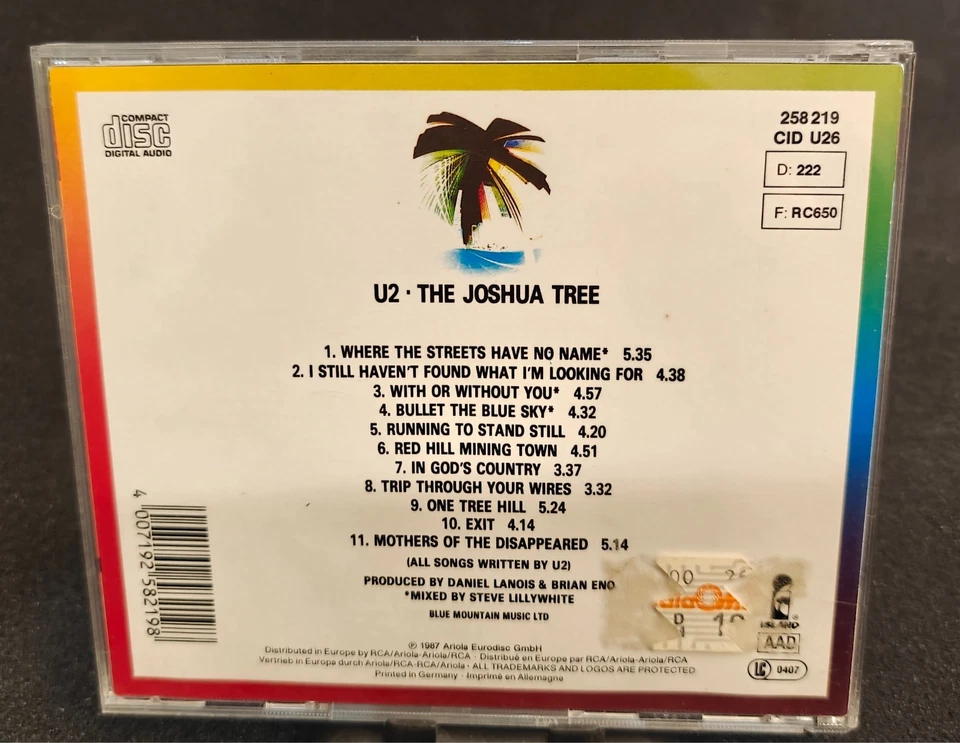 COMPACT
disc
DIGITAL AUDIO
258 219
CID U26
D: 222
F: RC650
U2 · THE JOSHUA TREE
1. WHERE THE STREETS HAVE NO NAME* 5.35
2. I STILL HAVEN'T FOUND WHAT I'M LOOKING FOR 4.38
3. WITH OR WITHOUT YOU* 4.57
4. BULLET THE BLUE SKY* 4.32
5. RUNNING TO STAND STILL 4.20
6. RED HILL MINING TOWN 4.51
7. IN GOD'S COUNTRY 3.37
8. TRIP THROUGH YOUR WIRES 3.32
9. ONE TREE HILL 5.24
10. EXIT 4.14
11. MOTHERS OF THE DISAPPEARED 5.14
(ALL SONGS WRITTEN BY U2)
PRODUCED BY DANIEL LANOIS & BRIAN ENO
*MIXED BY STEVE LILLYWHITE
BLUE MOUNTAIN MUSIC LTD
4 007192 582198
ISLAND
AAD
LC 0407
℗ 1987 Ariola Eurodisc GmbH
Distributed in Europe by RCA/Ariola-Ariola/RCA · Distribué en Europe par RCA/Ariola-Ariola/RCA
Vertrieb in Europa durch Ariola/RCA-RCA/Ariola · ALL TRADEMARKS AND LOGOS ARE PROTECTED
Printed in Germany · Imprimé en Allemagne